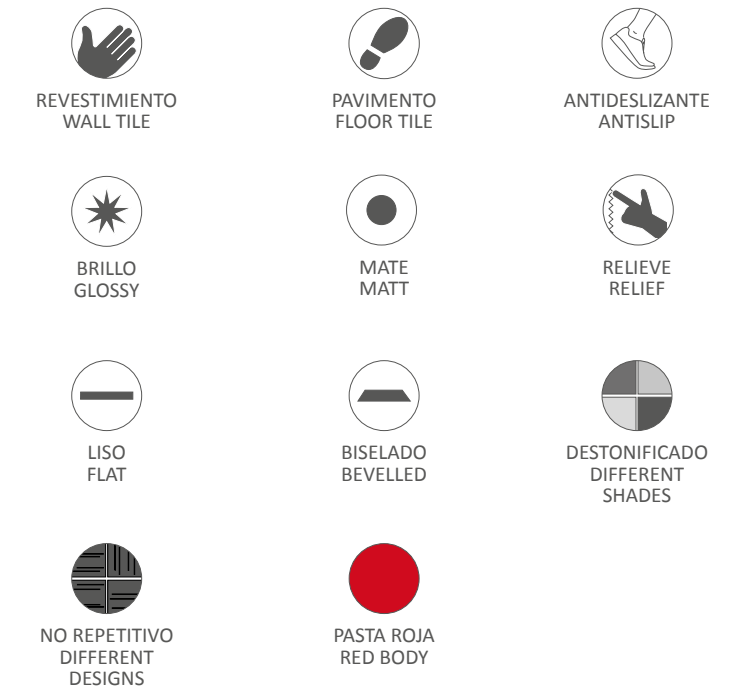 REVESTIMIENTO
WALL TILE
PAVIMENTO
FLOOR TILE
ANTIDESLIZANTE
ANTISLIP
BRILLO
GLOSSY
MATE
MATT
RELIEVE
RELIEF
LISO
FLAT
BISELADO
BEVELLED
DESTONIFICADO
DIFFERENT
SHADES
NO REPETITIVO
DIFFERENT
DESIGNS
PASTA ROJA
RED BODY